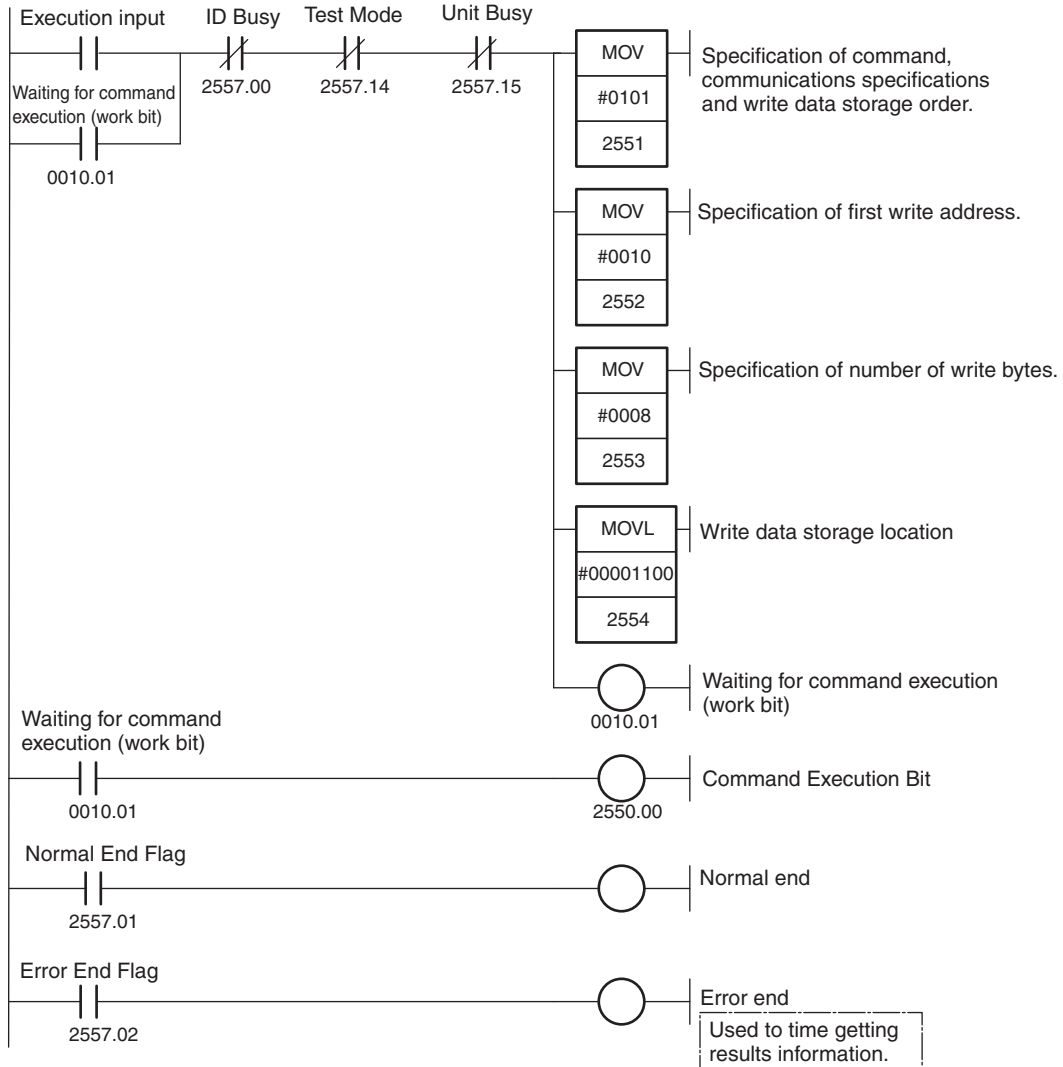 Execution input
ID Busy
Test Mode
Unit Busy
2557.00
2557.14
2557.15
Waiting for command
execution (work bit)
0010.01
MOV
#0101
2551
Specification of command,
communications specifications
and write data storage order.
MOV
#0010
2552
Specification of first write address.
MOV
#0008
2553
Specification of number of write bytes.
MOVL
#00001100
2554
Write data storage location
0010.01
Waiting for command execution
(work bit)
Waiting for command
execution (work bit)
0010.01
2550.00
Command Execution Bit
Normal End Flag
2557.01
Normal end
Error End Flag
2557.02
Error end
Used to time getting
results information.